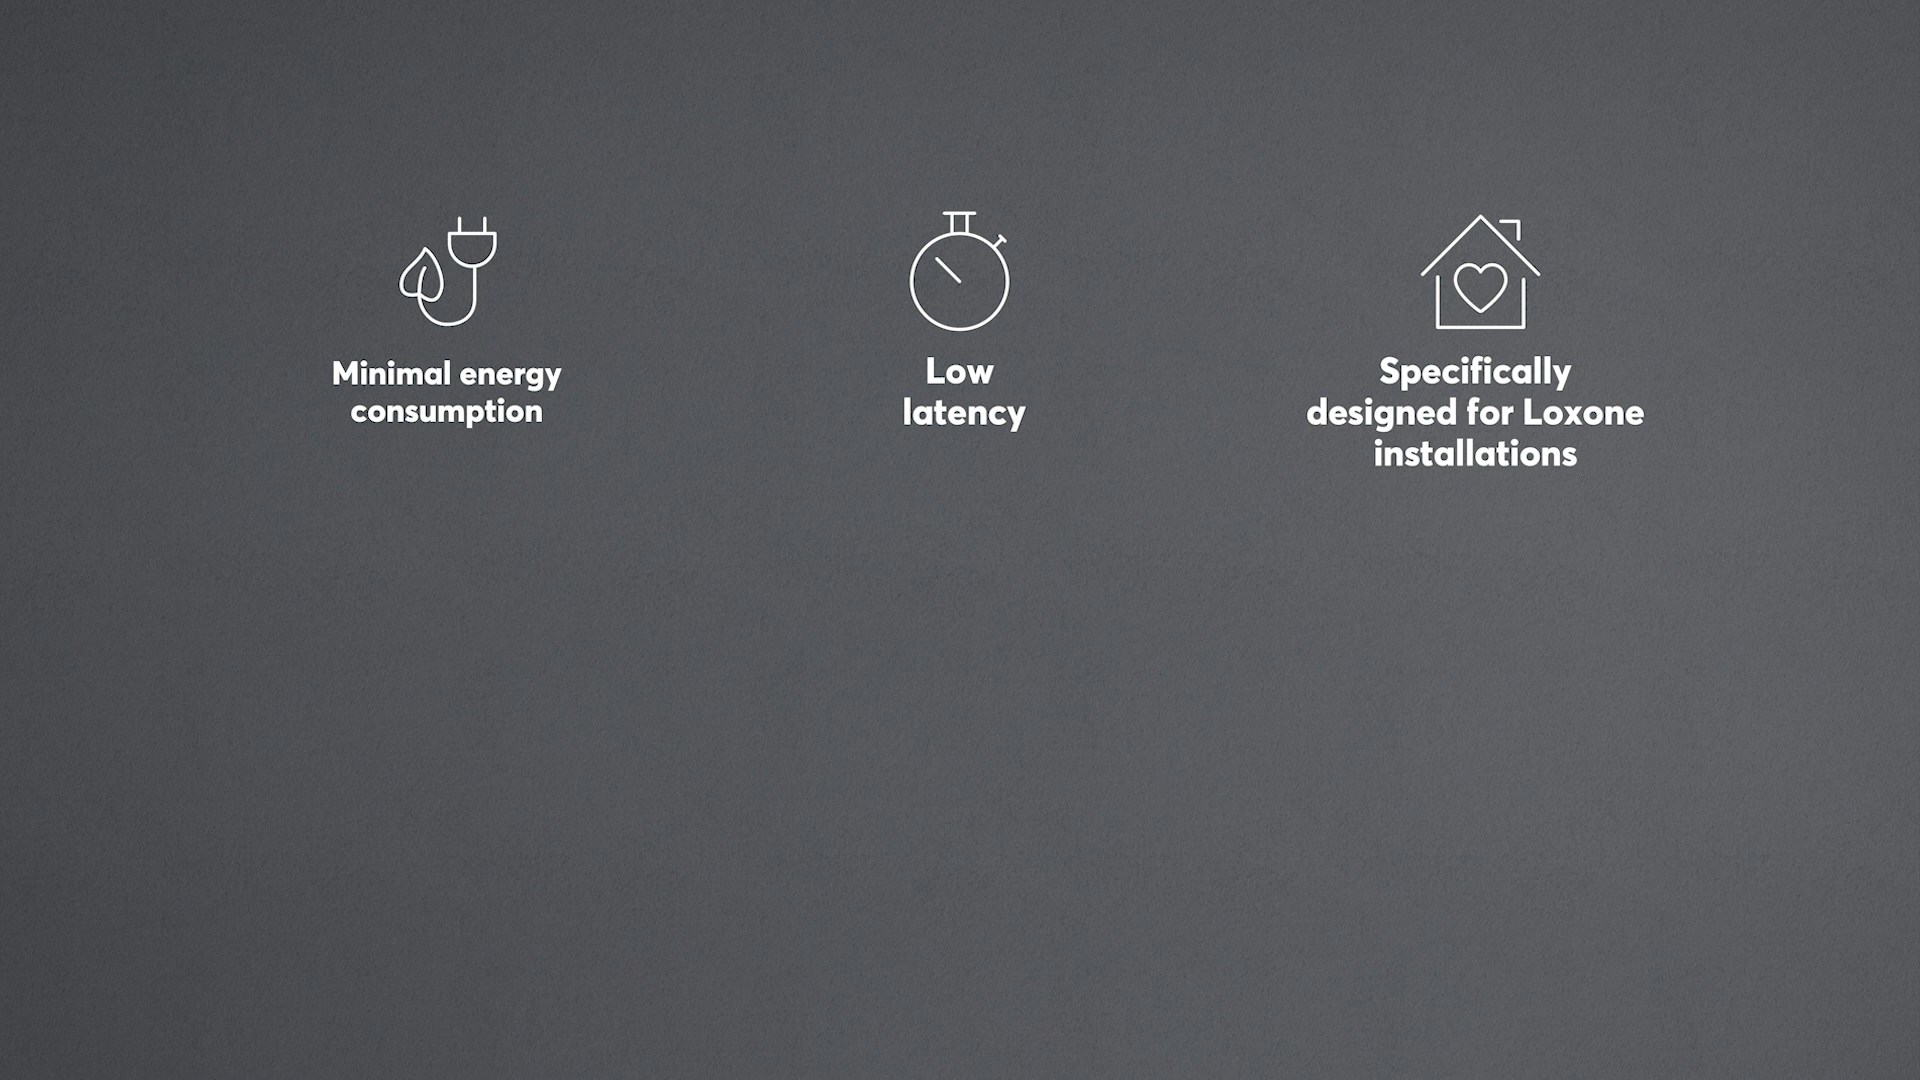 Minimal energy
consumption
Low
latency
Specifically
designed for Loxone
installations